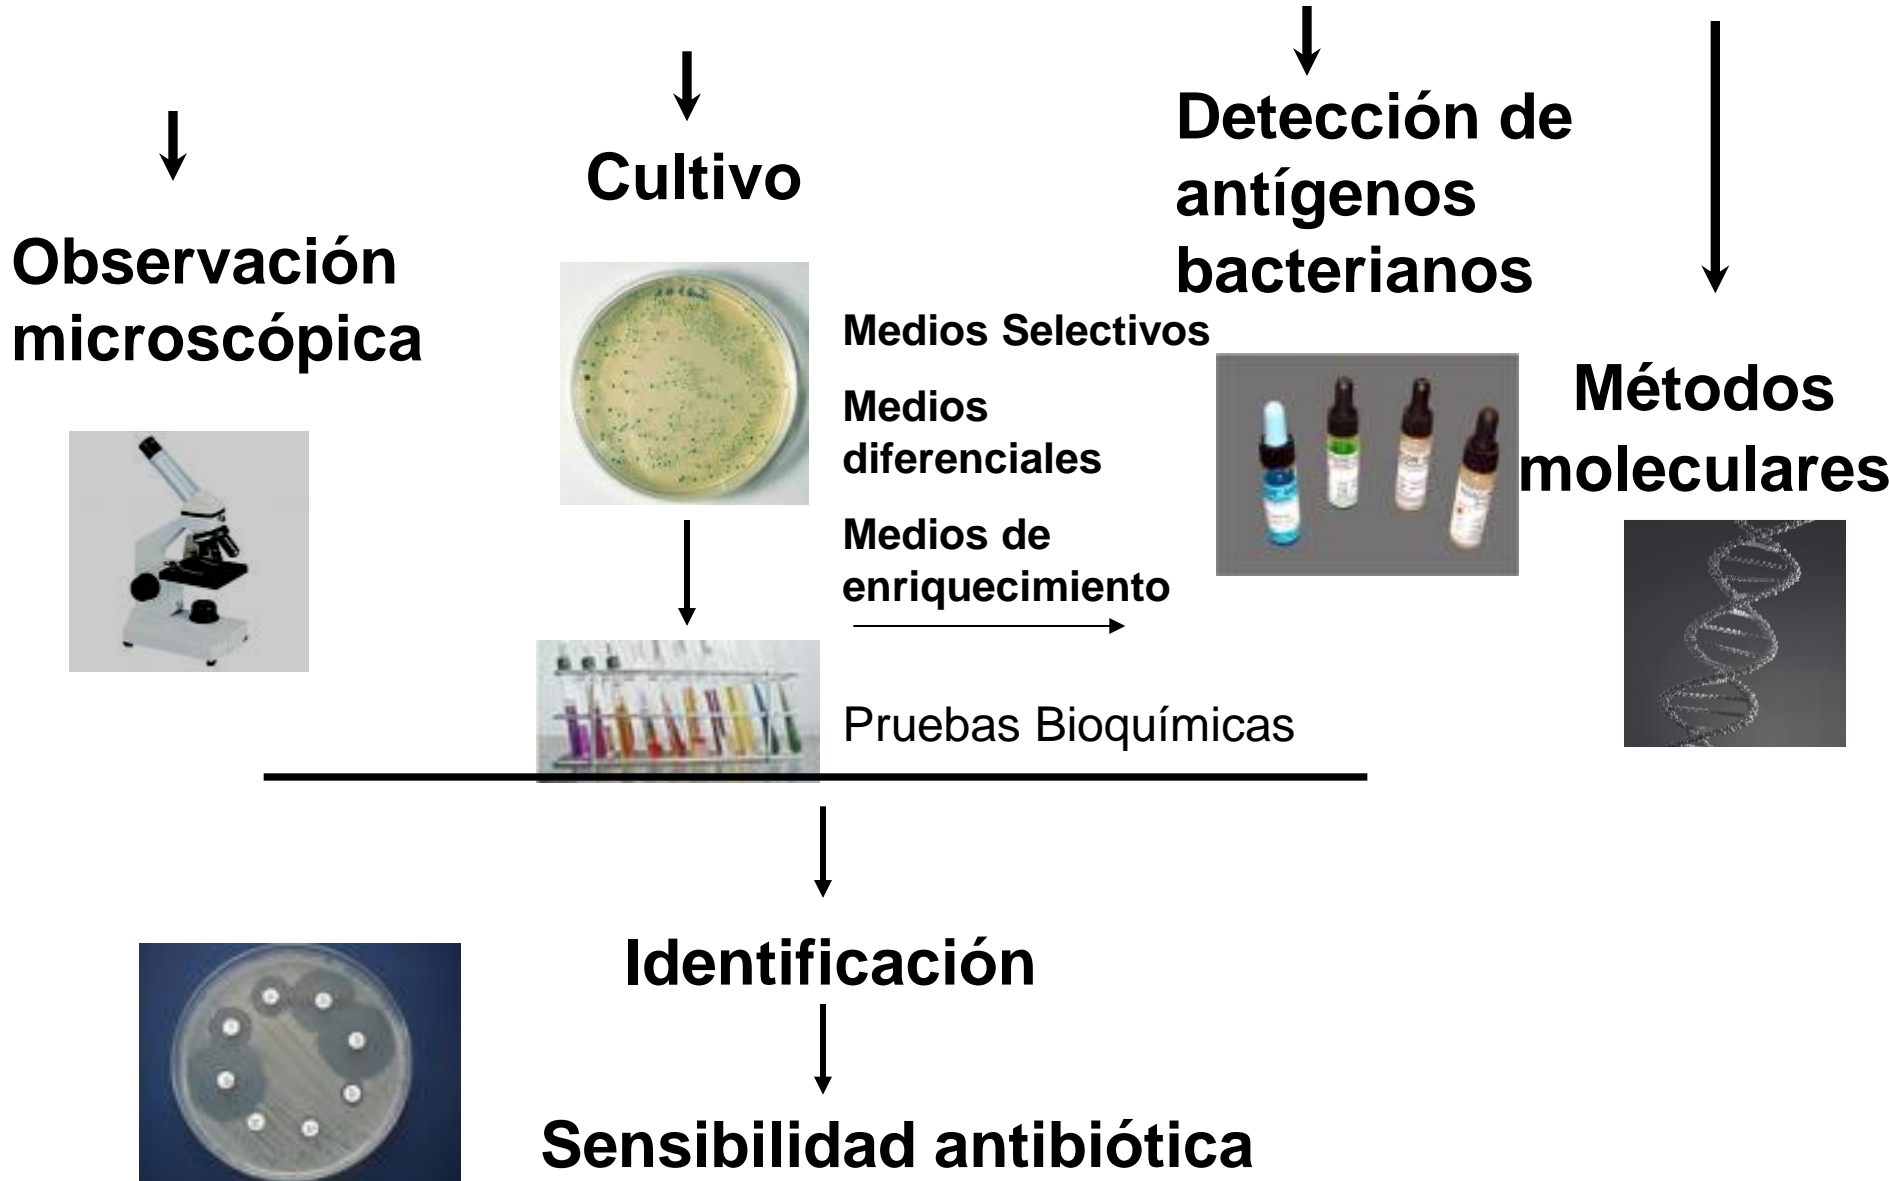 Observación
microscópica
Cultivo
Medios Selectivos
Medios
diferenciales
Medios de
enriquecimiento
Pruebas Bioquímicas
Detección de
antígenos
bacterianos
Métodos
moleculares
Identificación
Sensibilidad antibiótica